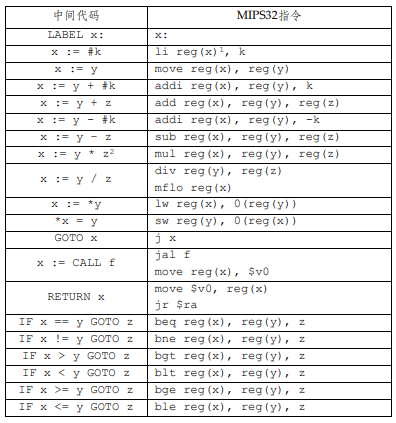 中间代码 MIPS32指令
LABEL x: x:
x := #k li reg(x)¹, k
x := y move reg(x), reg(y)
x := y + #k addi reg(x), reg(y), k
x := y + z add reg(x), reg(y), reg(z)
x := y - #k addi reg(x), reg(y), -k
x := y - z sub reg(x), reg(y), reg(z)
x := y * z² mul reg(x), reg(y), reg(z)
x := y / z div reg(y), reg(z)
mflo reg(x)
x := *y lw reg(x), 0(reg(y))
*x = y sw reg(y), 0(reg(x))
GOTO x j x
x := CALL f jal f
move reg(x), $v0
RETURN x move $v0, reg(x)
jr $ra
IF x == y GOTO z beq reg(x), reg(y), z
IF x != y GOTO z bne reg(x), reg(y), z
IF x > y GOTO z bgt reg(x), reg(y), z
IF x < y GOTO z blt reg(x), reg(y), z
IF x >= y GOTO z bge reg(x), reg(y), z
IF x <= y GOTO z ble reg(x), reg(y), z